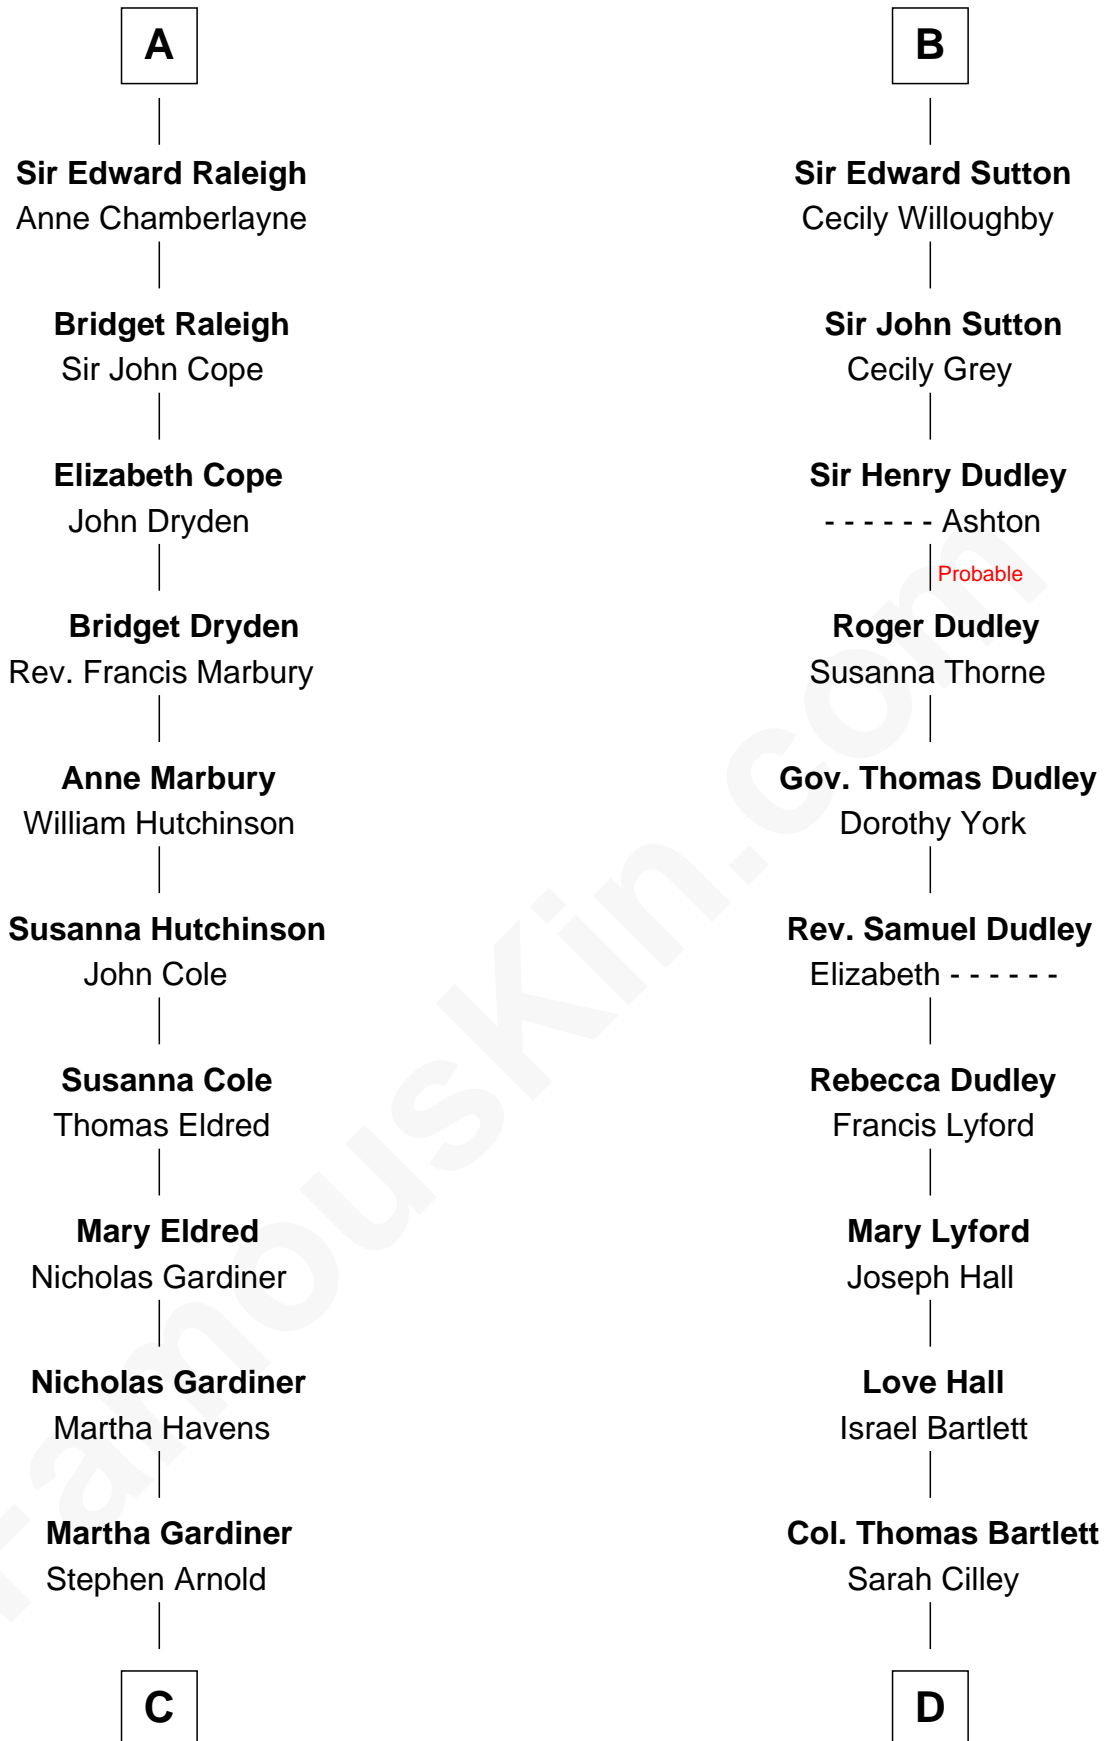 A
Sir Edward Raleigh
Anne Chamberlayne
Bridget Raleigh
Sir John Cope
Elizabeth Cope
John Dryden
Bridget Dryden
Rev. Francis Marbury
Anne Marbury
William Hutchinson
Susanna Hutchinson
John Cole
Susanna Cole
Thomas Eldred
Mary Eldred
Nicholas Gardiner
Nicholas Gardiner
Martha Havens
Martha Gardiner
Stephen Arnold
C
B
Sir Edward Sutton
Cecily Willoughby
Sir John Sutton
Cecily Grey
Sir Henry Dudley
- - - - - - Ashton
Probable
Roger Dudley
Susanna Thorne
Gov. Thomas Dudley
Dorothy York
Rev. Samuel Dudley
Elizabeth - - - - - -
Rebecca Dudley
Francis Lyford
Mary Lyford
Joseph Hall
Love Hall
Israel Bartlett
Col. Thomas Bartlett
Sarah Cilley
D
FamousKin.com